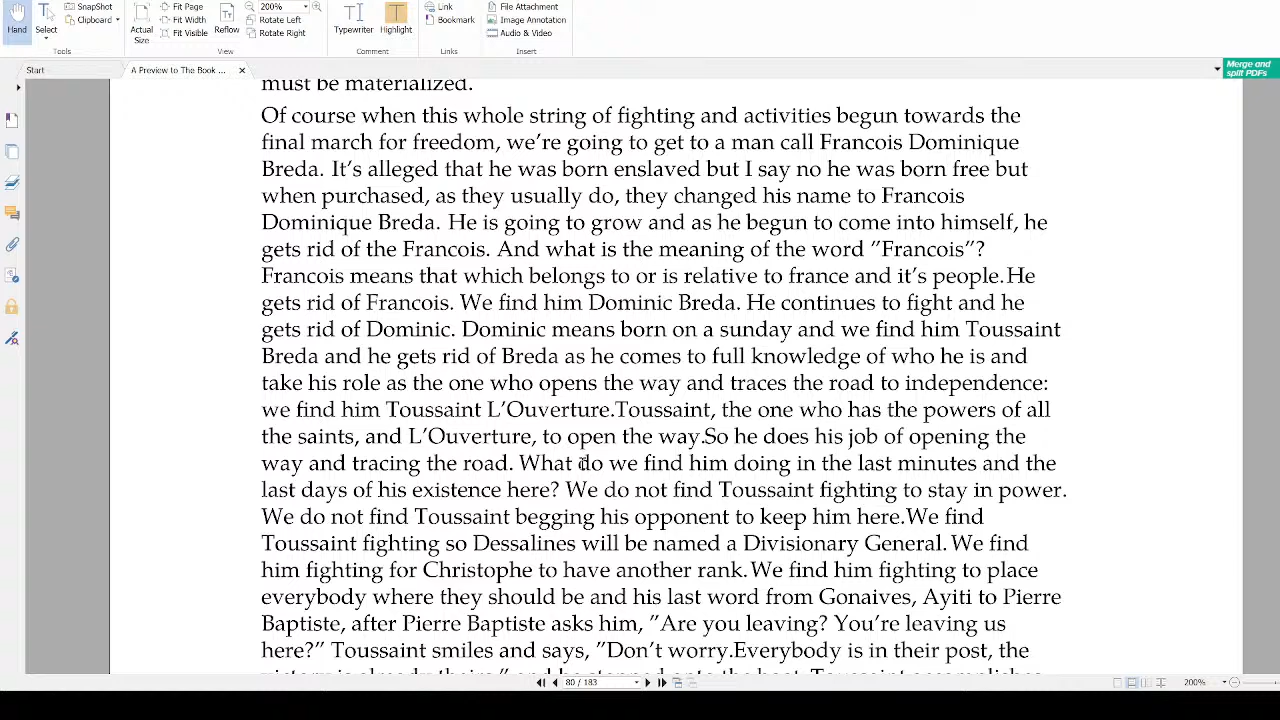 SnapShot
Clipboard
Hand
Select
Tools
Actual
Size
Fit Page
Fit Width
Fit Visible
Reflow
200%
Rotate Left
Rotate Right
View
Typewriter
Highlight
Comment
Link
Bookmark
Links
File Attachment
Image Annotation
Audio & Video
Insert
Start
A Preview to The Book ...
Merge and
split PDFs
must be materialized.
Of course when this whole string of fighting and activities begun towards the
final march for freedom, we’re going to get to a man call Francois Dominique
Breda. It’s alleged that he was born enslaved but I say no he was born free but
when purchased, as they usually do, they changed his name to Francois
Dominique Breda. He is going to grow and as he begun to come into himself, he
gets rid of the Francois. And what is the meaning of the word ”Francois”?
Francois means that which belongs to or is relative to france and it’s people.He
gets rid of Francois. We find him Dominic Breda. He continues to fight and he
gets rid of Dominic. Dominic means born on a sunday and we find him Toussaint
Breda and he gets rid of Breda as he comes to full knowledge of who he is and
take his role as the one who opens the way and traces the road to independence:
we find him Toussaint L’Ouverture.Toussaint, the one who has the powers of all
the saints, and L’Ouverture, to open the way.So he does his job of opening the
way and tracing the road. What do we find him doing in the last minutes and the
last days of his existence here? We do not find Toussaint fighting to stay in power.
We do not find Toussaint begging his opponent to keep him here.We find
Toussaint fighting so Dessalines will be named a Divisionary General.We find
him fighting for Christophe to have another rank.We find him fighting to place
everybody where they should be and his last word from Gonaives, Ayiti to Pierre
Baptiste, after Pierre Baptiste asks him, ”Are you leaving? You’re leaving us
here?” Toussaint smiles and says, ”Don’t worry.Everybody is in their post, the
80 / 183
200%